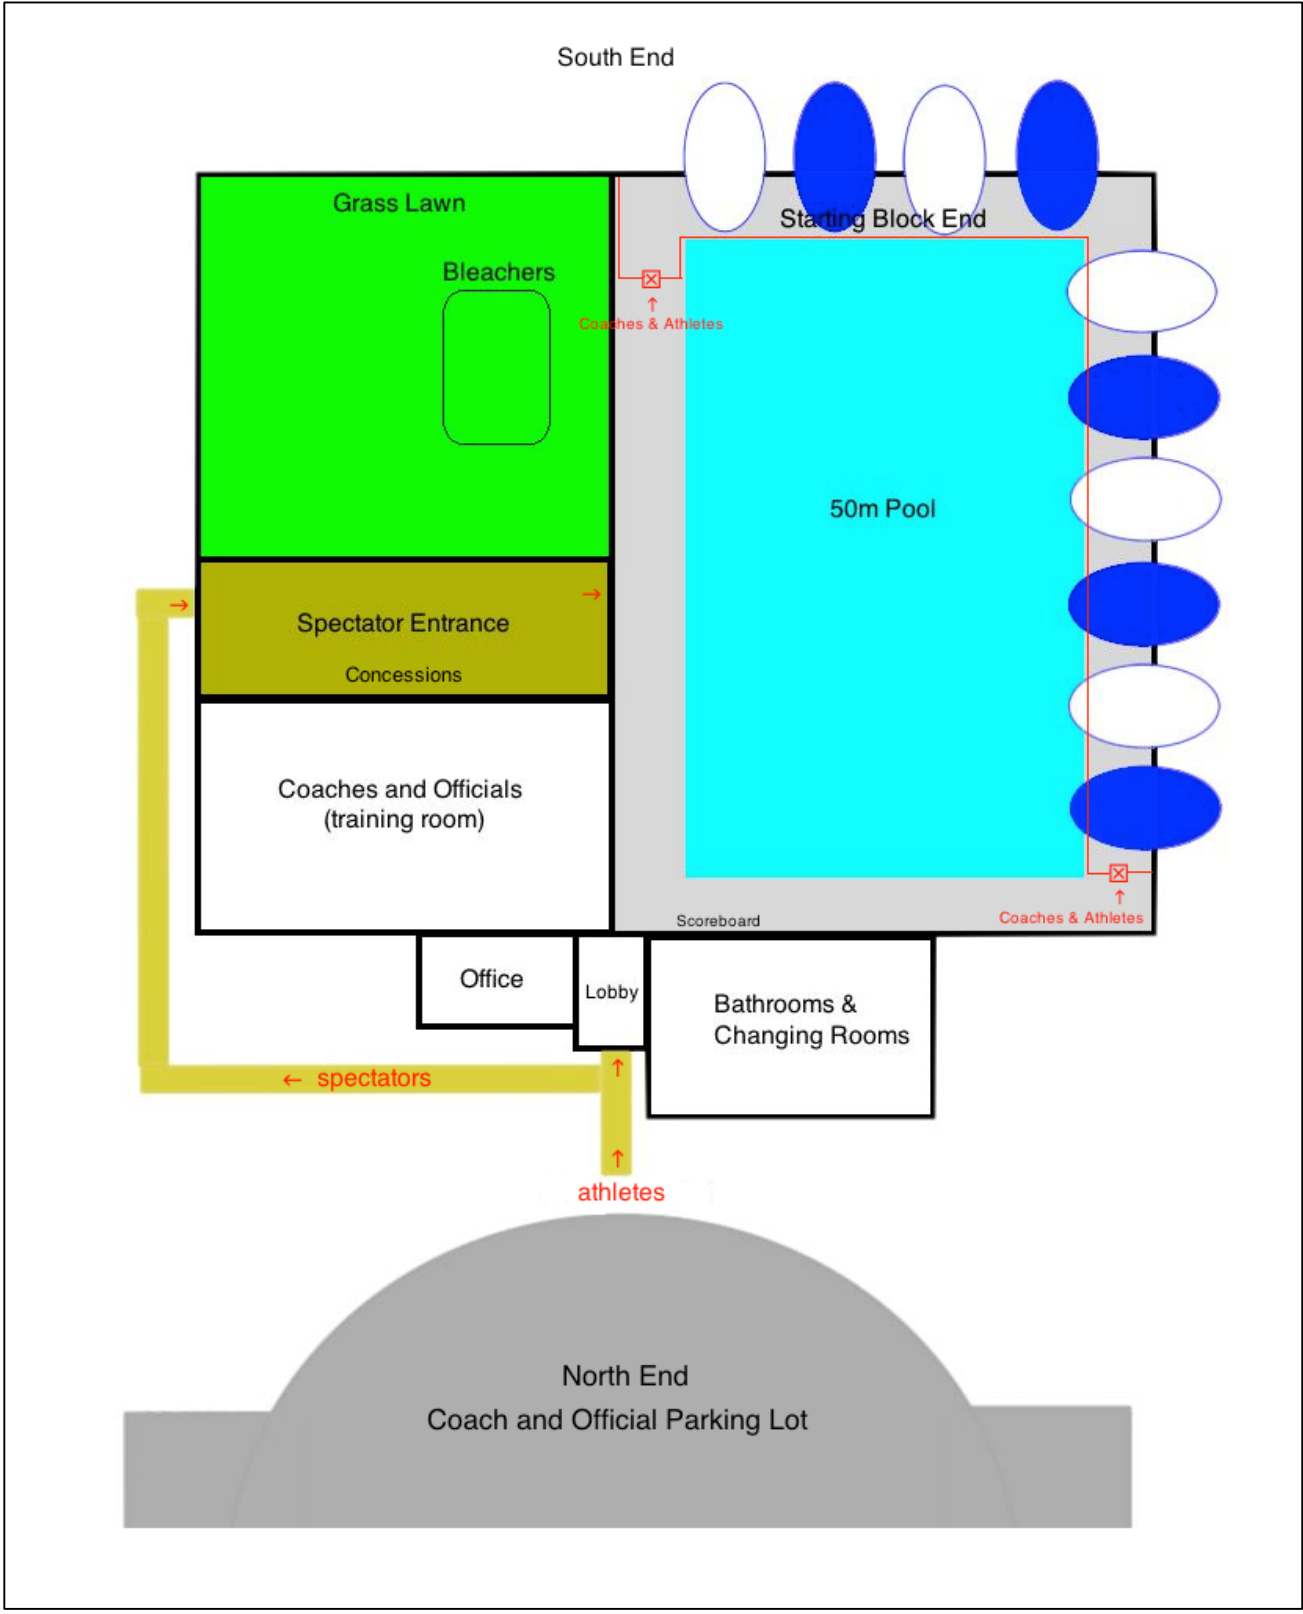 South End
Grass Lawn
Starting Block End
Bleachers
↑
Coaches & Athletes
50m Pool
→
→
Spectator Entrance
Concessions
Coaches and Officials
(training room)
↑
Coaches & Athletes
Scoreboard
Office
Lobby
Bathrooms &
Changing Rooms
↑
← spectators
↑
athletes
North End
Coach and Official Parking Lot